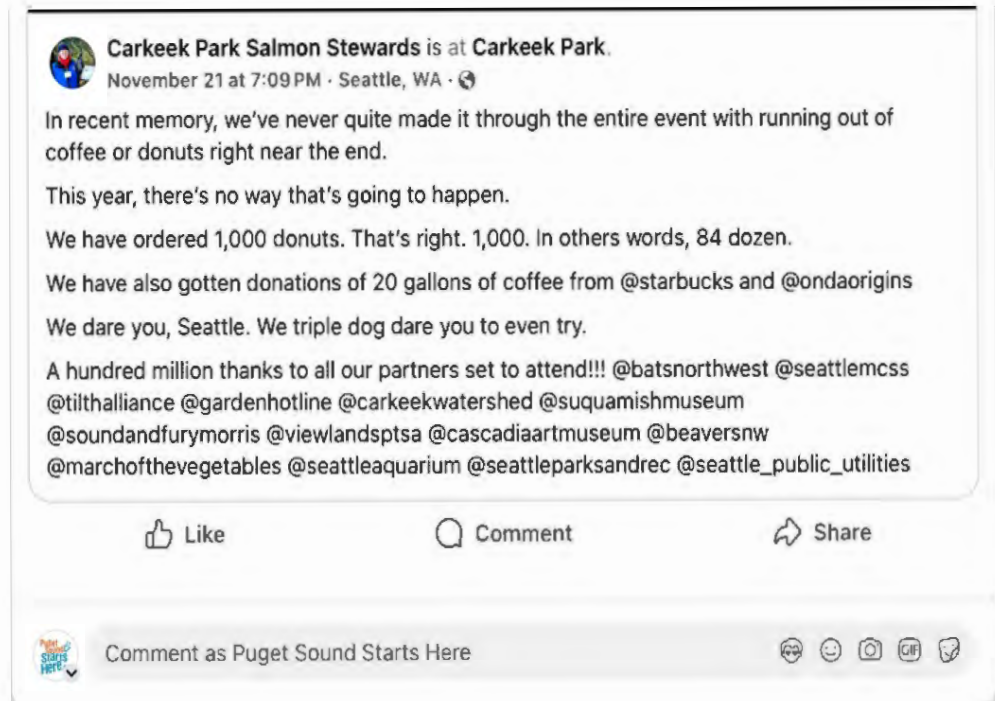 Carkeek Park Salmon Stewards is at Carkeek Park.
November 21 at 7:09 PM · Seattle, WA ·
In recent memory, we've never quite made it through the entire event with running out of
coffee or donuts right near the end.
This year, there's no way that's going to happen.
We have ordered 1,000 donuts. That's right. 1,000. In others words, 84 dozen.
We have also gotten donations of 20 gallons of coffee from @starbucks and @ondaorigins
We dare you, Seattle. We triple dog dare you to even try.
A hundred million thanks to all our partners set to attend!!! @batsnorthwest @seattlemcss
@tilthalliance @gardenhotline @carkeekwatershed @suquamishmuseum
@soundandfurymorris @viewlandsptsa @cascadiaartmuseum @beaversnw
@marchofthevegetables @seattleaquarium @seattleparksandrec @seattle_public_utilities
Like Comment Share
Puget
Sound
Starts
Here
Comment as Puget Sound Starts Here
GIF